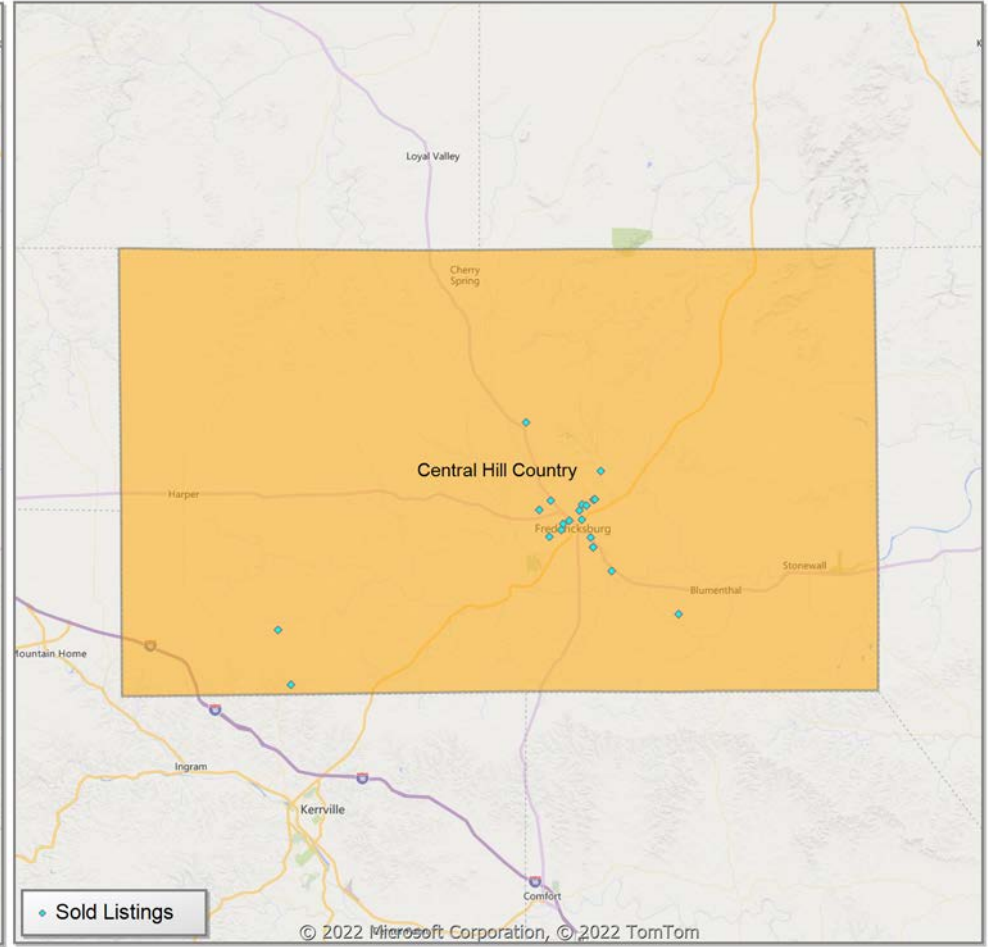 Loyal Valley
Cherry
Spring
Central Hill Country
Harper
Fredericksburg
Stonewall
Blumenthal
Mountain Home
Ingram
Kerrville
Comfort
Sold Listings
© 2022 Microsoft Corporation, © 2022 TomTom